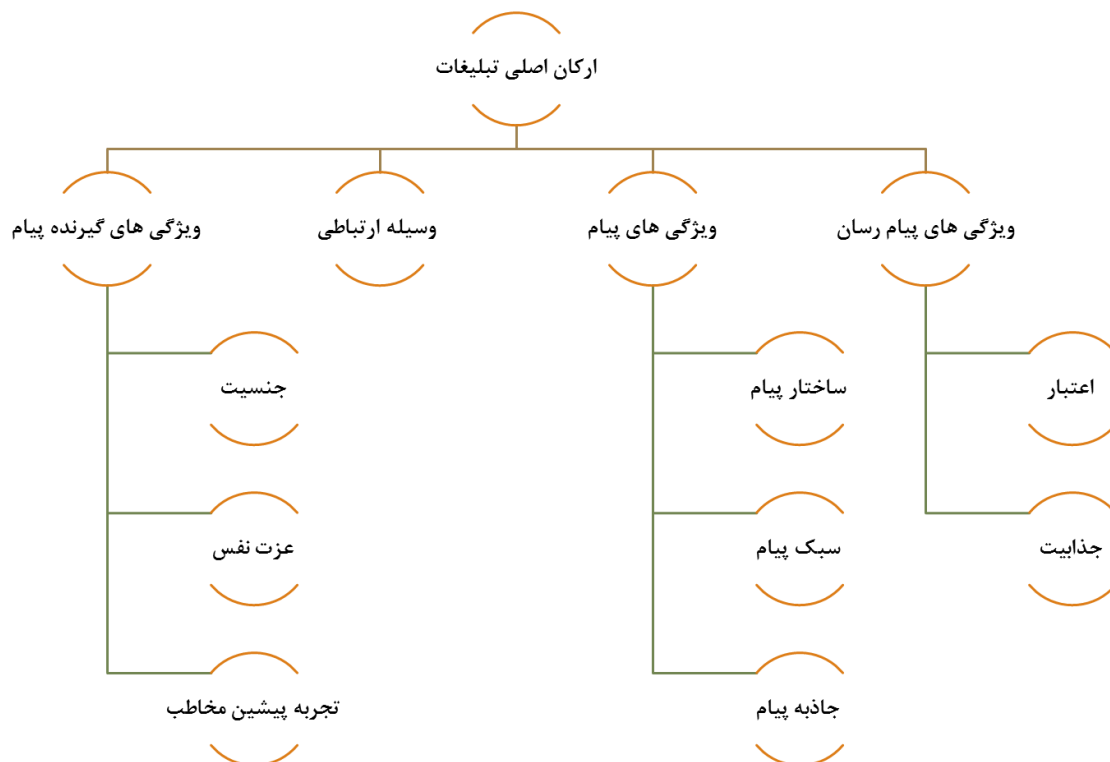 ارکان اصلی تبلیغات
ویژگی های پیام رسان
ویژگی های پیام
وسیله ارتباطی
ویژگی های گیرنده پیام
اعتبار
ساختار پیام
جنسیت
جذابیت
سبک پیام
عزت نفس
جاذبه پیام
تجربه پیشین مخاطب